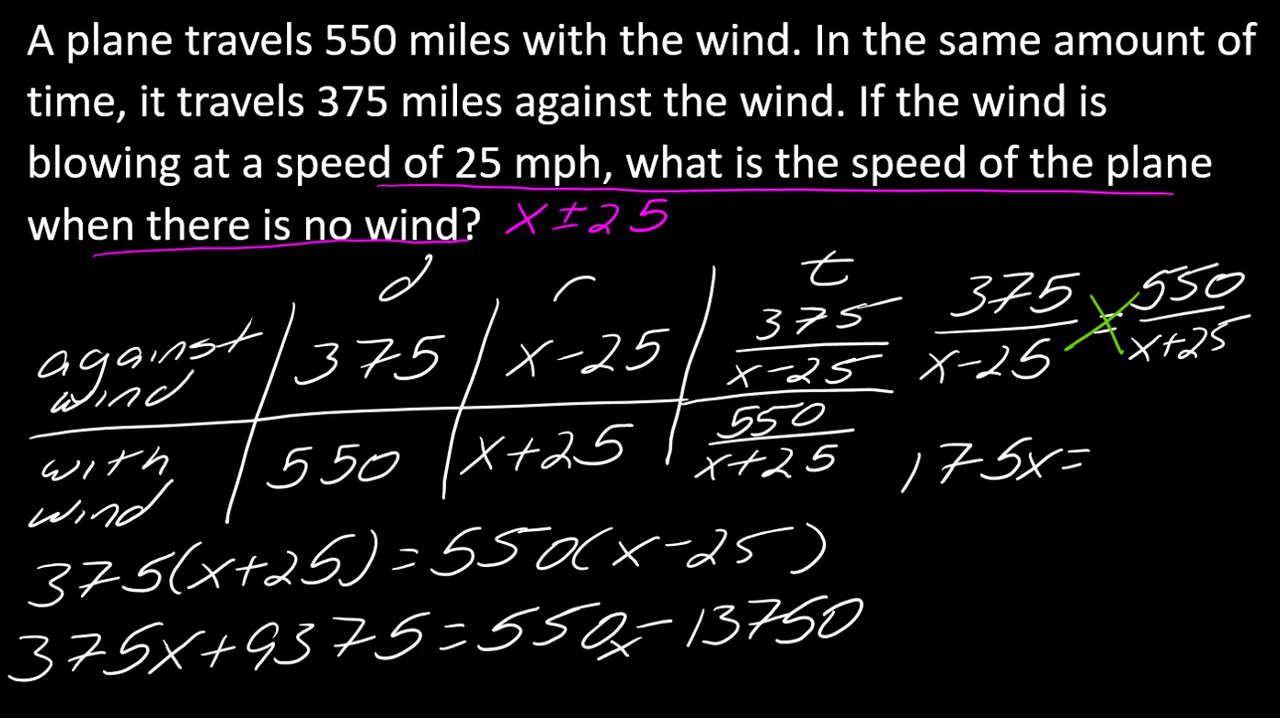 A plane travels 550 miles with the wind. In the same amount of
time, it travels 375 miles against the wind. If the wind is
blowing at a speed of 25 mph, what is the speed of the plane
when there is no wind? x ± 25
d r t
against wind 375 x - 25 375/(x - 25)
with wind 550 x + 25 550/(x + 25)
375/(x - 25) = 550/(x + 25)
175x =
375(x + 25) = 550(x - 25)
375x + 9375 = 550x - 13750